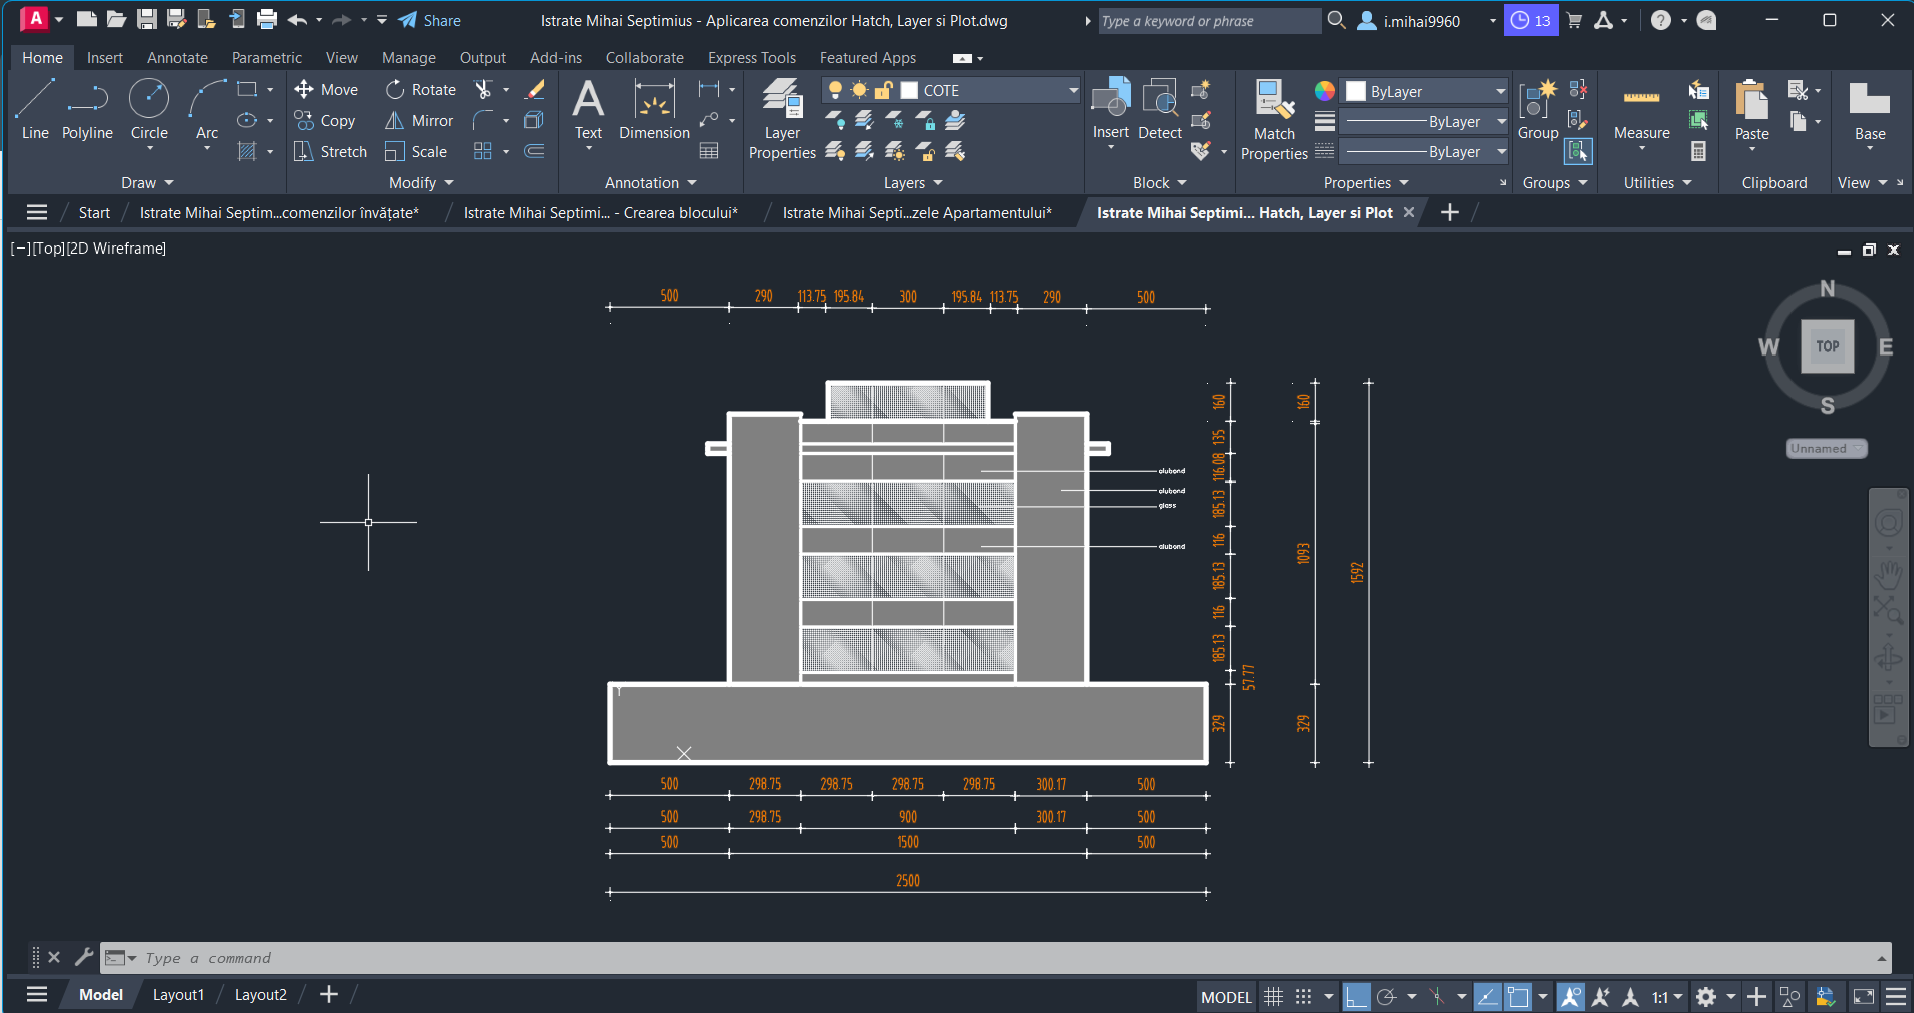 A Share Istrate Mihai Septimius - Aplicarea comenzilor Hatch, Layer si Plot.dwg Type a keyword or phrase i.mihai9960 13
Home Insert Annotate Parametric View Manage Output Add-ins Collaborate Express Tools Featured Apps
Line Polyline Circle Arc
Move Rotate
Copy Mirror
Stretch Scale
Text Dimension
Layer Properties
COTE
Insert Detect
Match Properties
ByLayer
ByLayer
ByLayer
Group Measure Paste Base
Draw Modify Annotation Layers Block Properties Groups Utilities Clipboard View
Start Istrate Mihai Septim...comenzilor învățate* Istrate Mihai Septimi... - Crearea blocului* Istrate Mihai Septi...zele Apartamentului* Istrate Mihai Septimi... Hatch, Layer si Plot
[−][Top][2D Wireframe]
N
W TOP E
S
Unnamed
500 290 113.75 195.84 300 195.84 113.75 290 500
alubond
alubond
glass
alubond
160
135
116.08
185.13
116
185.13
116
185.13
57.77
329
160
1093
329
1592
Y
X
500 298.75 298.75 298.75 298.75 300.17 500
500 298.75 900 300.17 500
500 1500 500
2500
Type a command
Model Layout1 Layout2 MODEL 1:1